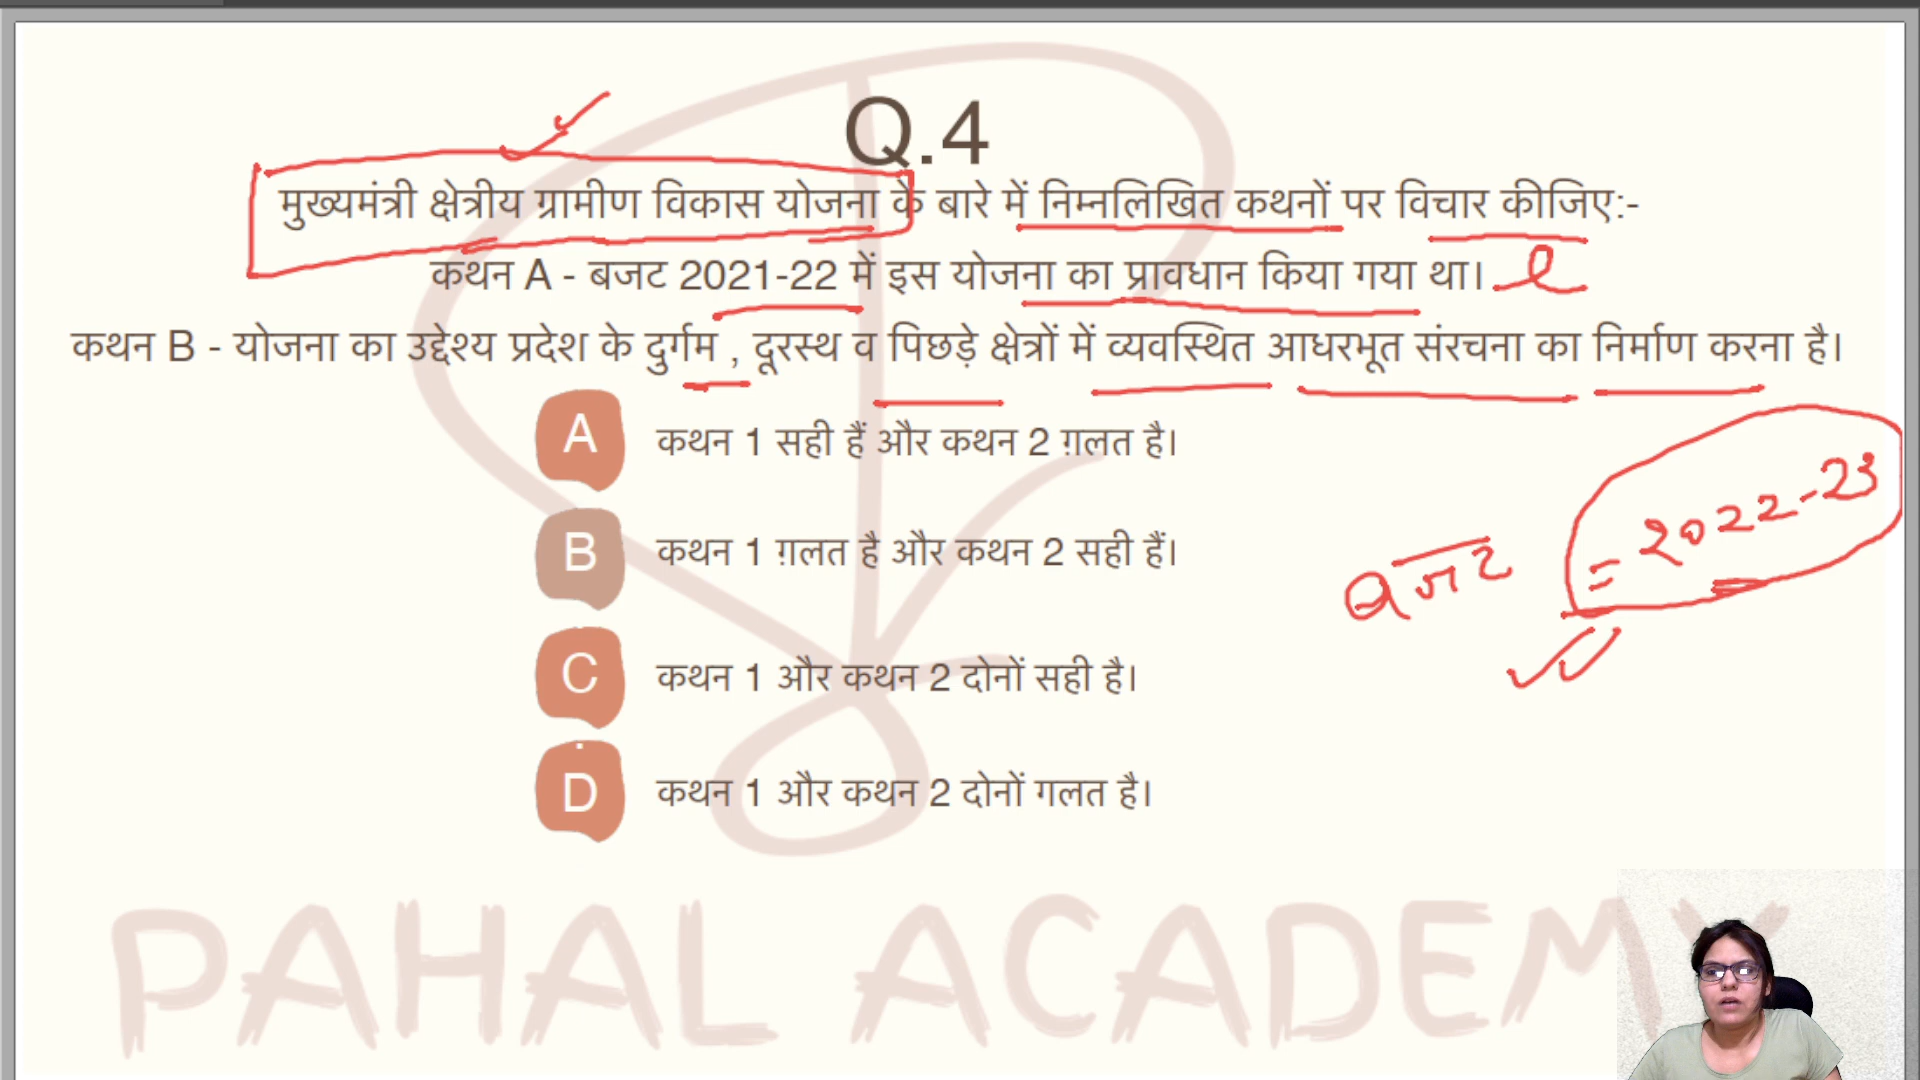 Q.4
मुख्यमंत्री क्षेत्रीय ग्रामीण विकास योजना के बारे में निम्नलिखित कथनों पर विचार कीजिए:-
कथन A - बजट 2021-22 में इस योजना का प्रावधान किया गया था।
कथन B - योजना का उद्देश्य प्रदेश के दुर्गम , दूरस्थ व पिछड़े क्षेत्रों में व्यवस्थित आधरभूत संरचना का निर्माण करना है।
A कथन 1 सही हैं और कथन 2 ग़लत है।
B कथन 1 ग़लत है और कथन 2 सही हैं।
बजट = २०२२-२३
C कथन 1 और कथन 2 दोनों सही है।
D कथन 1 और कथन 2 दोनों गलत है।
PAHAL ACADEMY